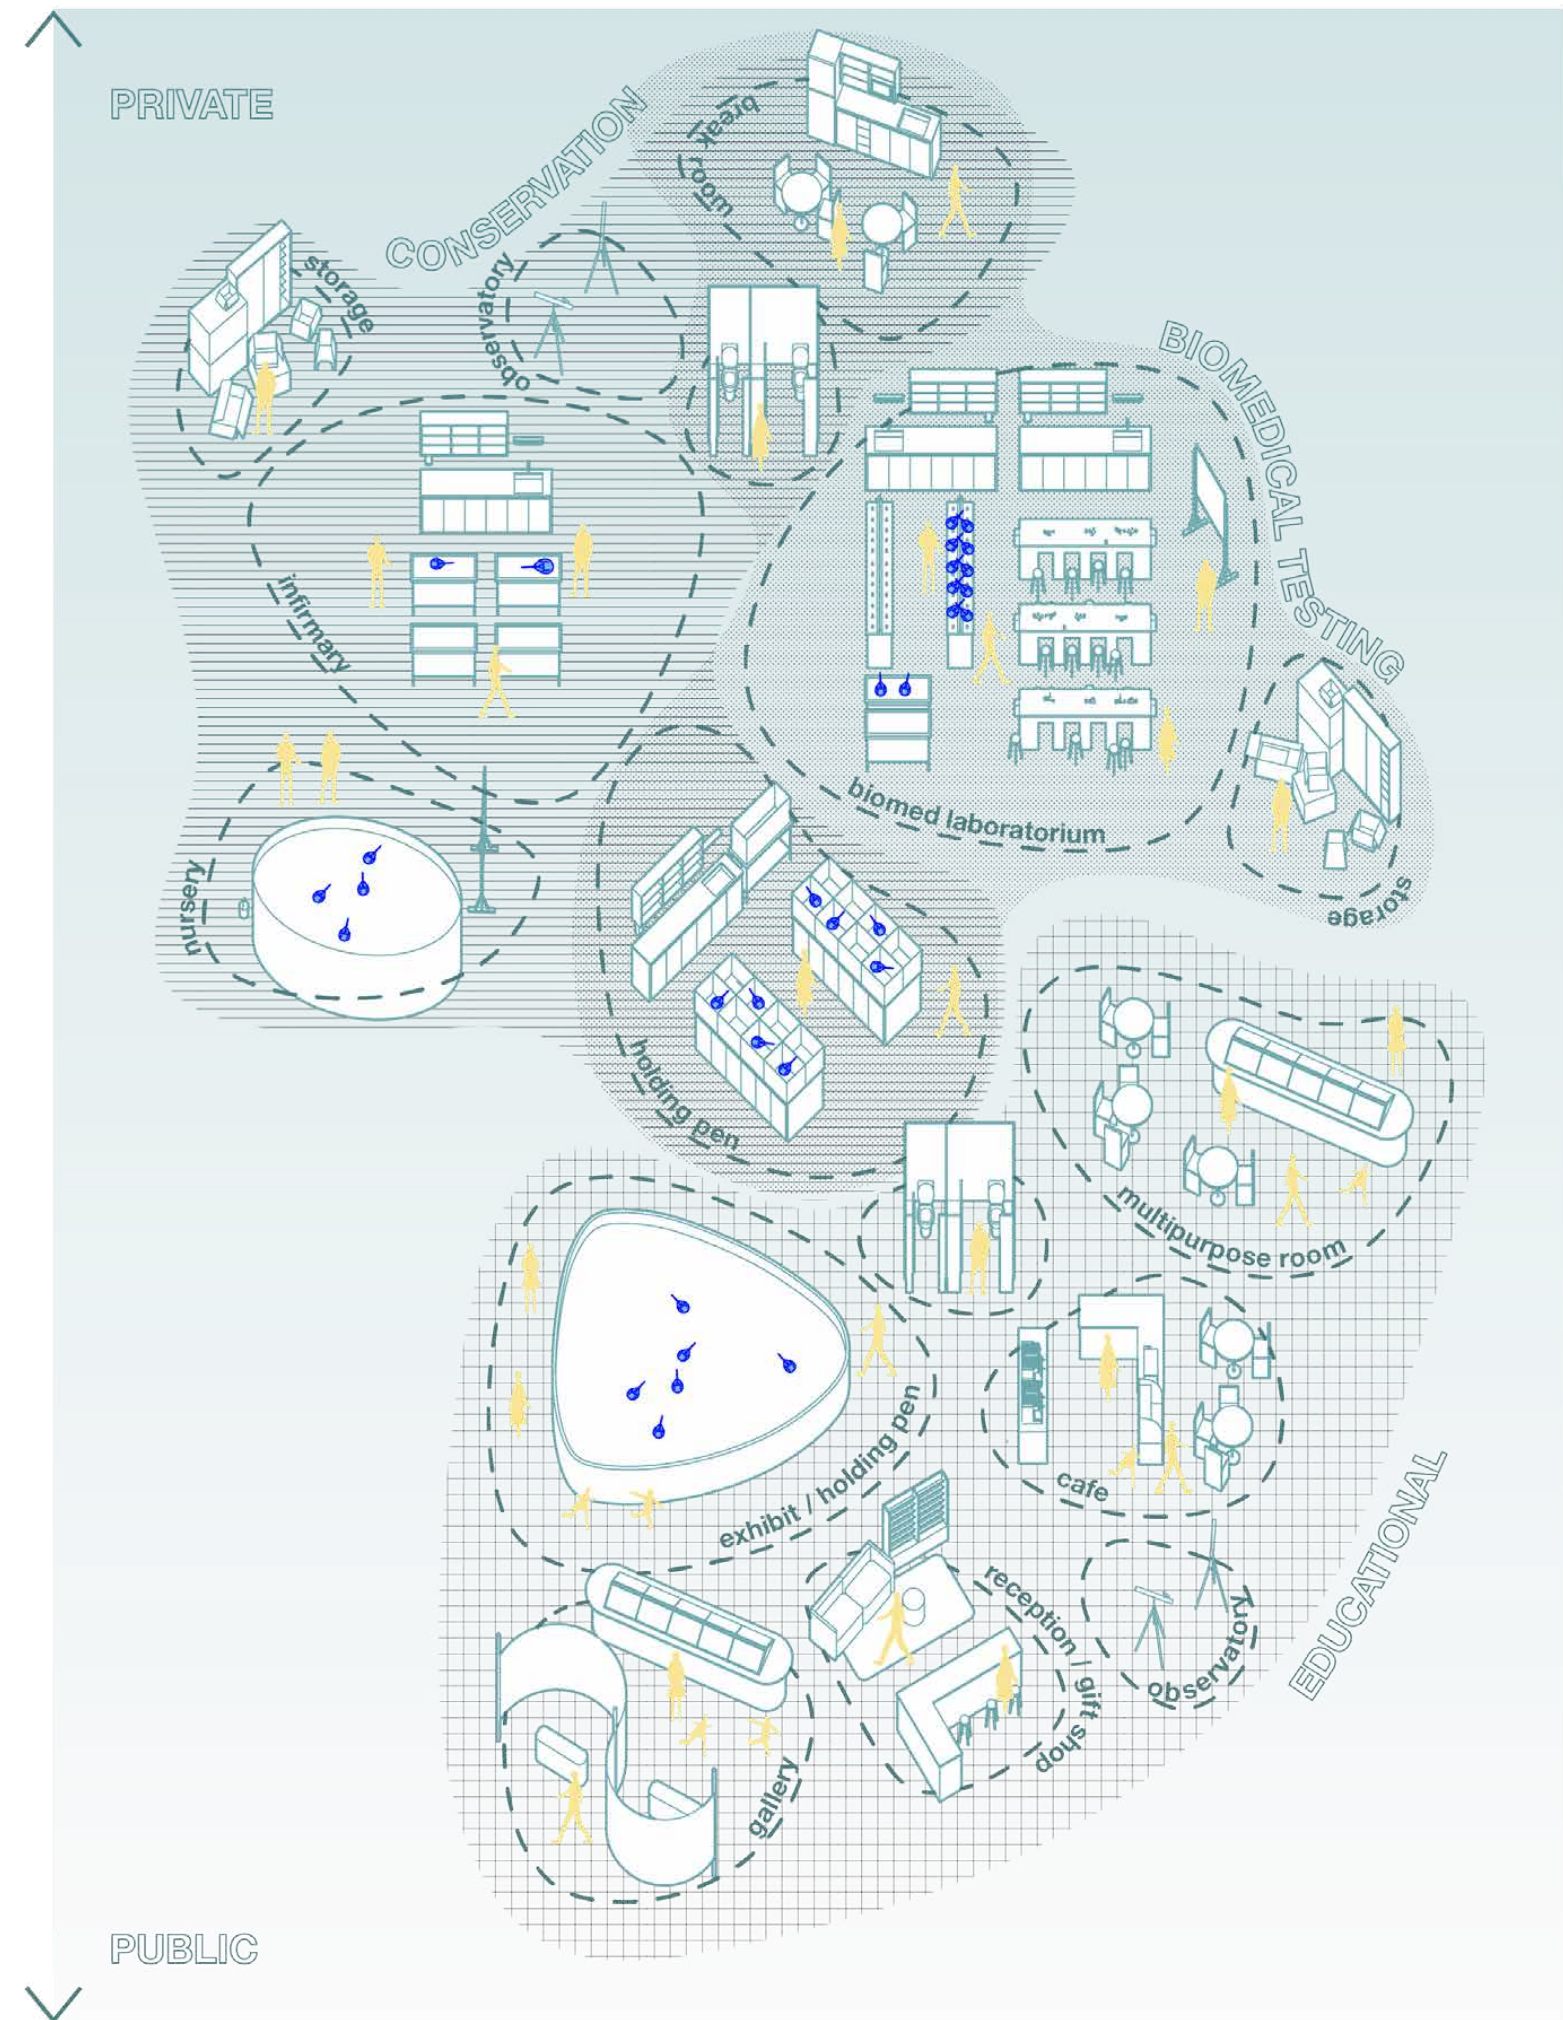 PRIVATE
CONSERVATION
break room
storage
observatory
BIOMEDICAL TESTING
infirmary
biomed laboratorium
storage
nursery
holding pen
multipurpose room
exhibit / holding pen
cafe
reception / gift shop
observatory
EDUCATIONAL
gallery
PUBLIC